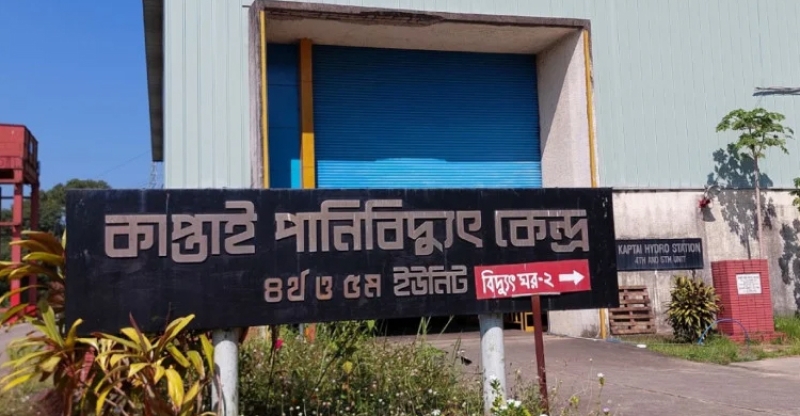 কাপ্তাই পানিবিদ্যুৎ কেন্দ্র
৪র্থ ও ৫ম ইউনিট
বিদ্যুৎ ঘর-২
KAPTAI HYDRO STATION
4TH AND 5TH UNIT